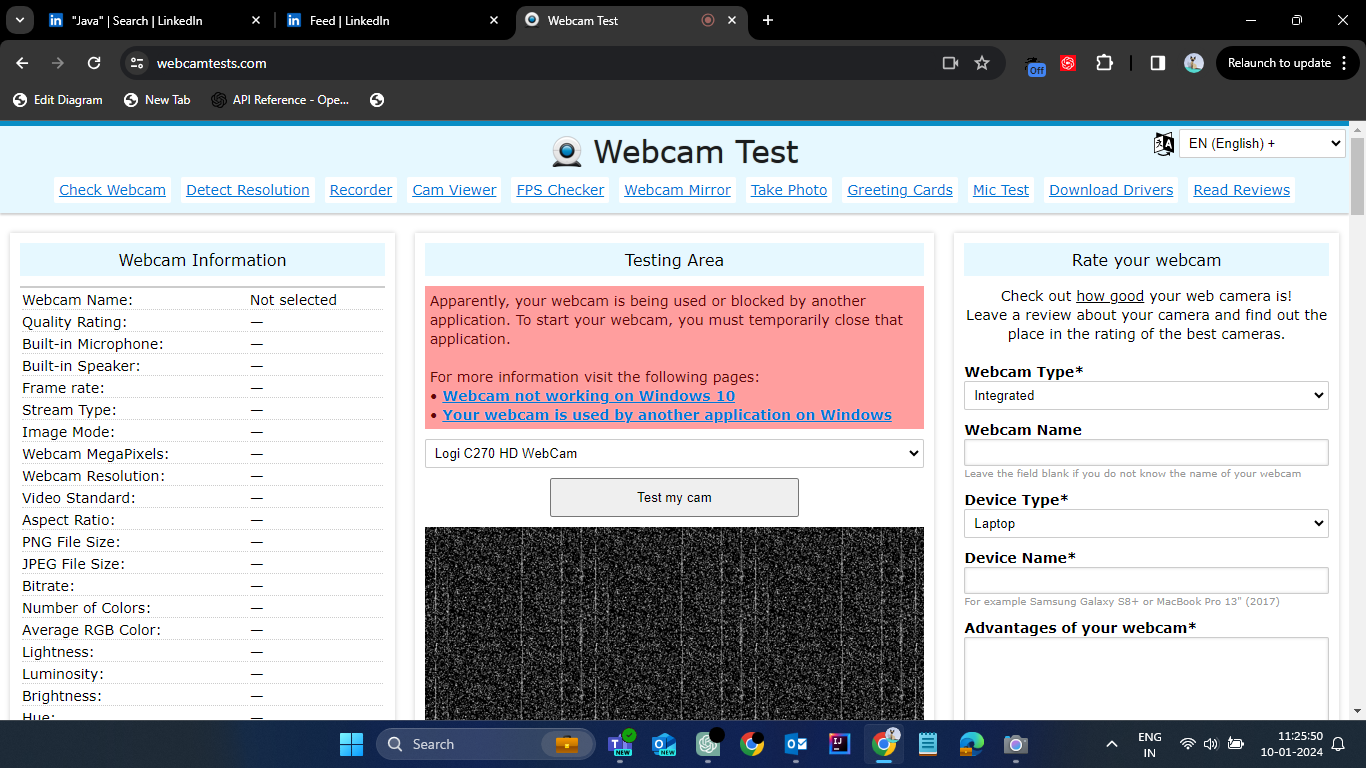 "Java" | Search | LinkedIn
Feed | LinkedIn
Webcam Test
webcamtests.com
Off
Relaunch to update
Edit Diagram
New Tab
API Reference - Ope...
Webcam Test
EN (English) +
Check Webcam
Detect Resolution
Recorder
Cam Viewer
FPS Checker
Webcam Mirror
Take Photo
Greeting Cards
Mic Test
Download Drivers
Read Reviews
Webcam Information
Webcam Name: Not selected
Quality Rating: —
Built-in Microphone: —
Built-in Speaker: —
Frame rate: —
Stream Type: —
Image Mode: —
Webcam MegaPixels: —
Webcam Resolution: —
Video Standard: —
Aspect Ratio: —
PNG File Size: —
JPEG File Size: —
Bitrate: —
Number of Colors: —
Average RGB Color: —
Lightness: —
Luminosity: —
Brightness: —
Hue: —
Testing Area
Apparently, your webcam is being used or blocked by another
application. To start your webcam, you must temporarily close that
application.
For more information visit the following pages:
• Webcam not working on Windows 10
• Your webcam is used by another application on Windows
Logi C270 HD WebCam
Test my cam
Rate your webcam
Check out how good your web camera is!
Leave a review about your camera and find out the
place in the rating of the best cameras.
Webcam Type*
Integrated
Webcam Name
Leave the field blank if you do not know the name of your webcam
Device Type*
Laptop
Device Name*
For example Samsung Galaxy S8+ or MacBook Pro 13" (2017)
Advantages of your webcam*
Search
NEW
NEW
ENG
IN
11:25:50
10-01-2024